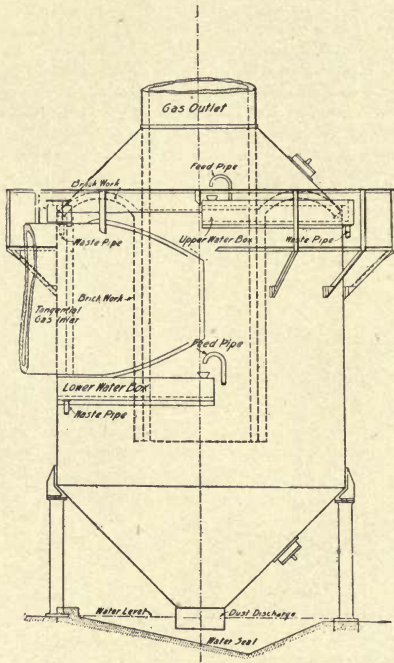 Gas Outlet
Feed Pipe
Brick Work
Waste Pipe
Upper Water Box
Waste Pipe
Tangential
Gas Inlet
Brick Work
Feed Pipe
Lower Water Box
Waste Pipe
Water Level
Dust Discharge
Water Seal